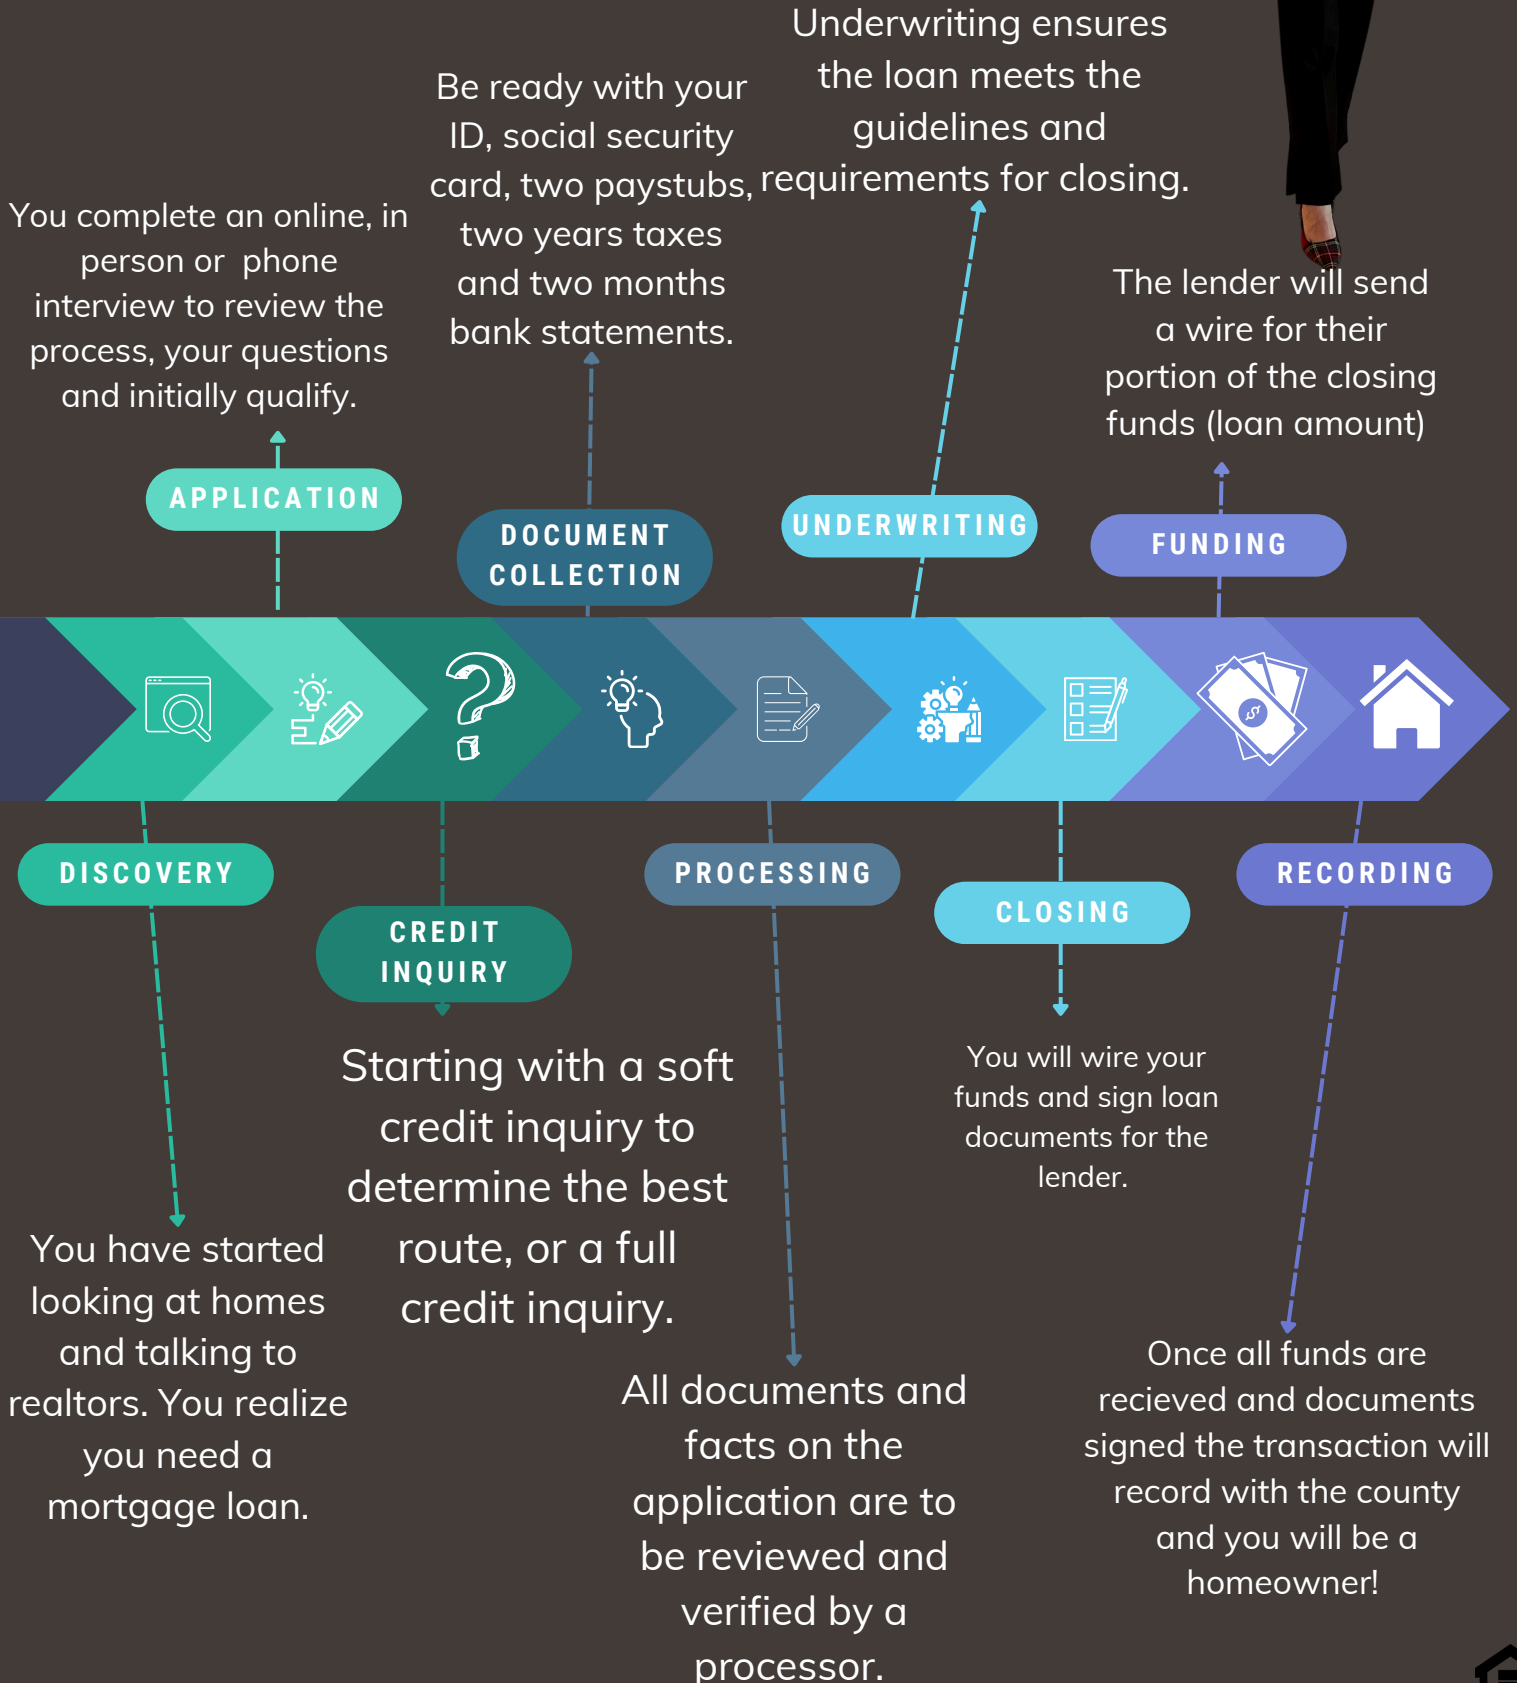 You complete an online, in
person or  phone
interview to review the
process, your questions
and initially qualify.
APPLICATION
Be ready with your
ID, social security
card, two paystubs,
two years taxes
and two months
bank statements.
DOCUMENT
COLLECTION
Underwriting ensures
the loan meets the
guidelines and
requirements for closing.
UNDERWRITING
The lender will send
a wire for their
portion of the closing
funds (loan amount)
FUNDING
DISCOVERY
You have started
looking at homes
and talking to
realtors. You realize
you need a
mortgage loan.
CREDIT
INQUIRY
Starting with a soft
credit inquiry to
determine the best
route, or a full
credit inquiry.
PROCESSING
All documents and
facts on the
application are to
be reviewed and
verified by a
processor.
CLOSING
You will wire your
funds and sign loan
documents for the
lender.
RECORDING
Once all funds are
recieved and documents
signed the transaction will
record with the county
and you will be a
homeowner!